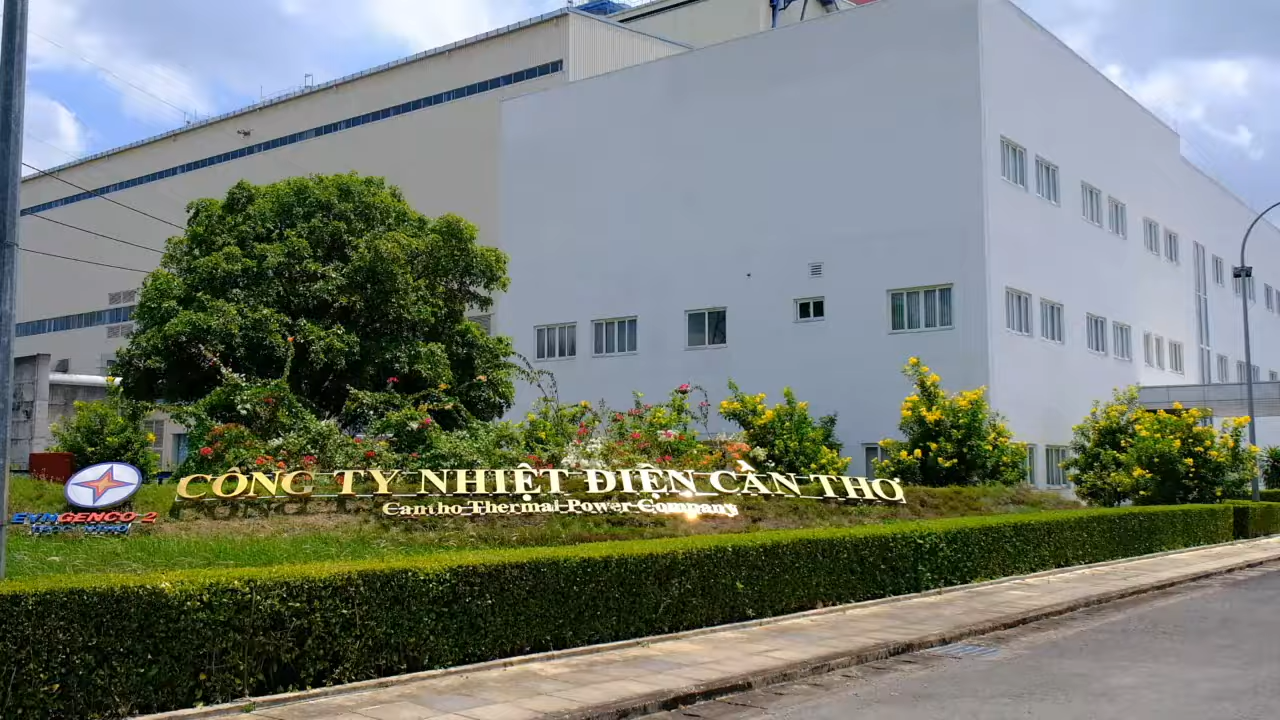 CÔNG TY NHIỆT ĐIỆN CẦN THƠ
Cantho Thermal Power Company
EVNGENCO 2